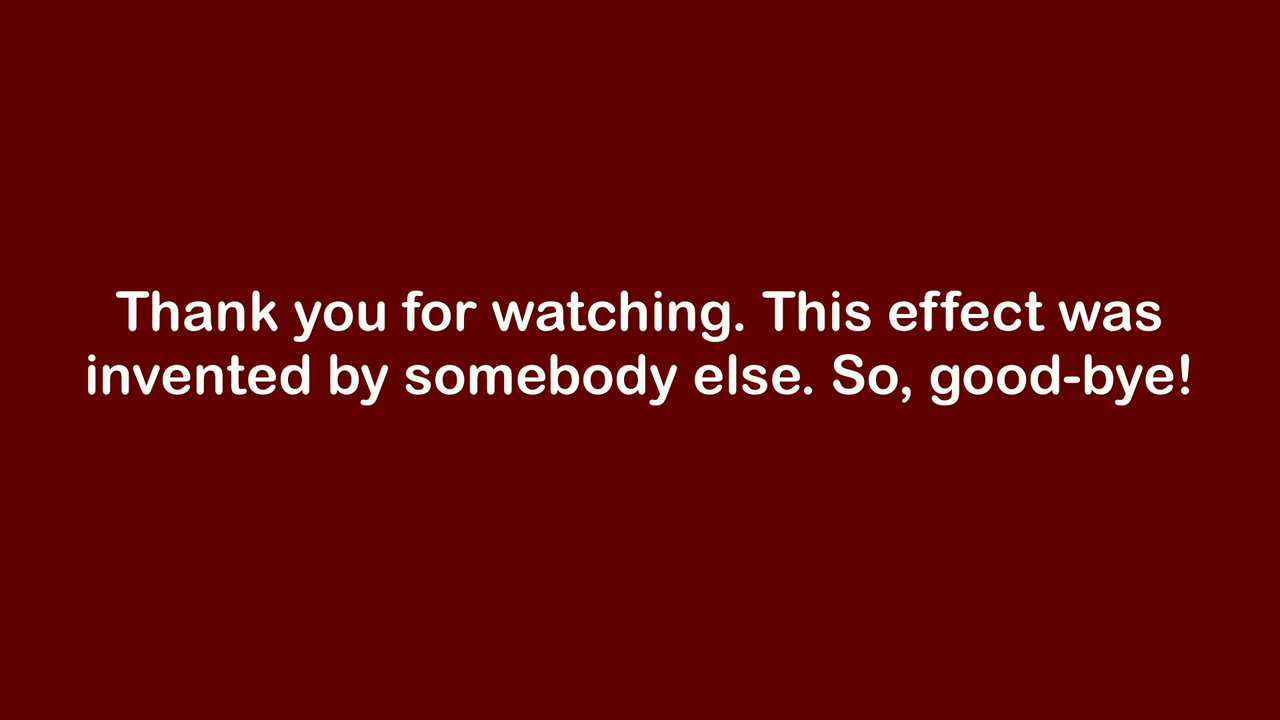 Thank you for watching. This effect was
invented by somebody else. So, good-bye!